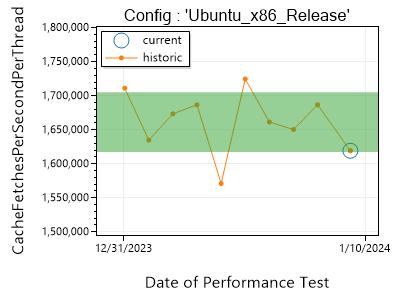 Config : 'Ubuntu_x86_Release'
CacheFetchesPerSecondPerThread
1,800,000
1,750,000
1,700,000
1,650,000
1,600,000
1,550,000
1,500,000
current
historic
12/31/2023
1/10/2024
Date of Performance Test